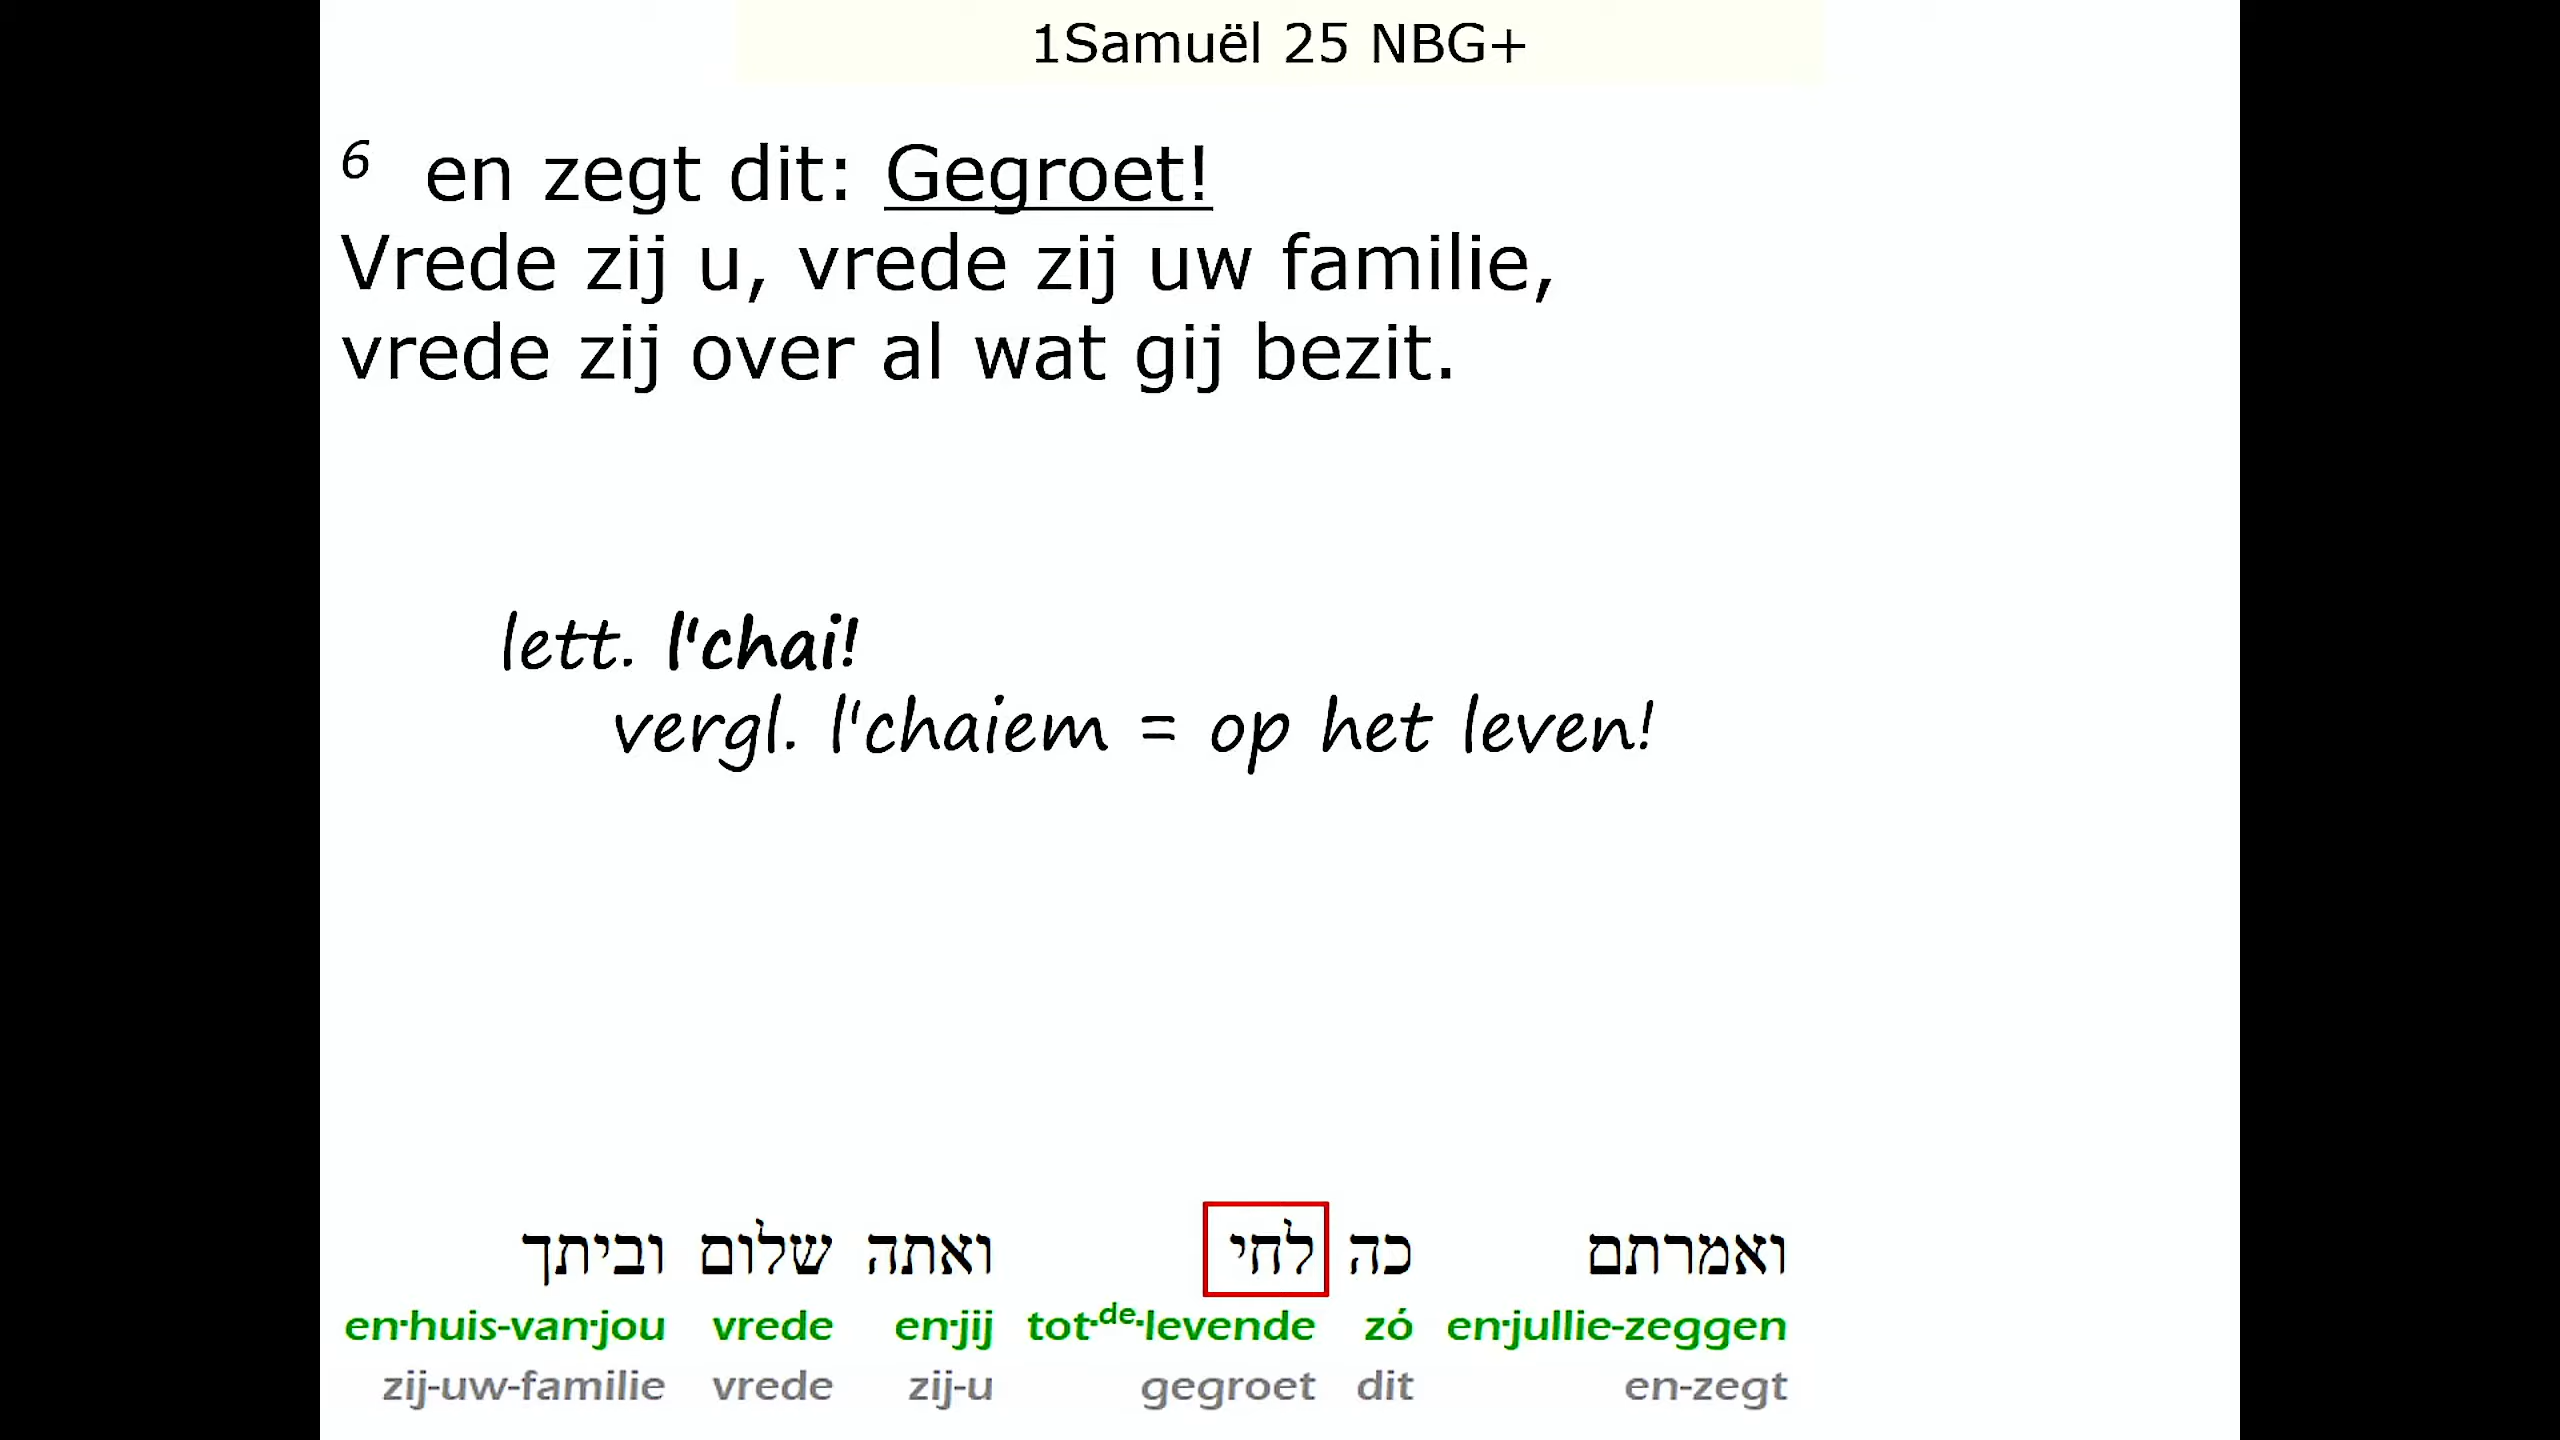 1Samuël 25 NBG+
6 en zegt dit: Gegroet!
Vrede zij u, vrede zij uw familie,
vrede zij over al wat gij bezit.
lett. l'chai!
vergl. l'chaiem = op het leven!
ואמרתם כה לחי ואתה שלום וביתך
en·huis-van·jou vrede en·jij tot·de·levende zó en·jullie-zeggen
zij-uw-familie vrede zij-u gegroet dit en-zegt